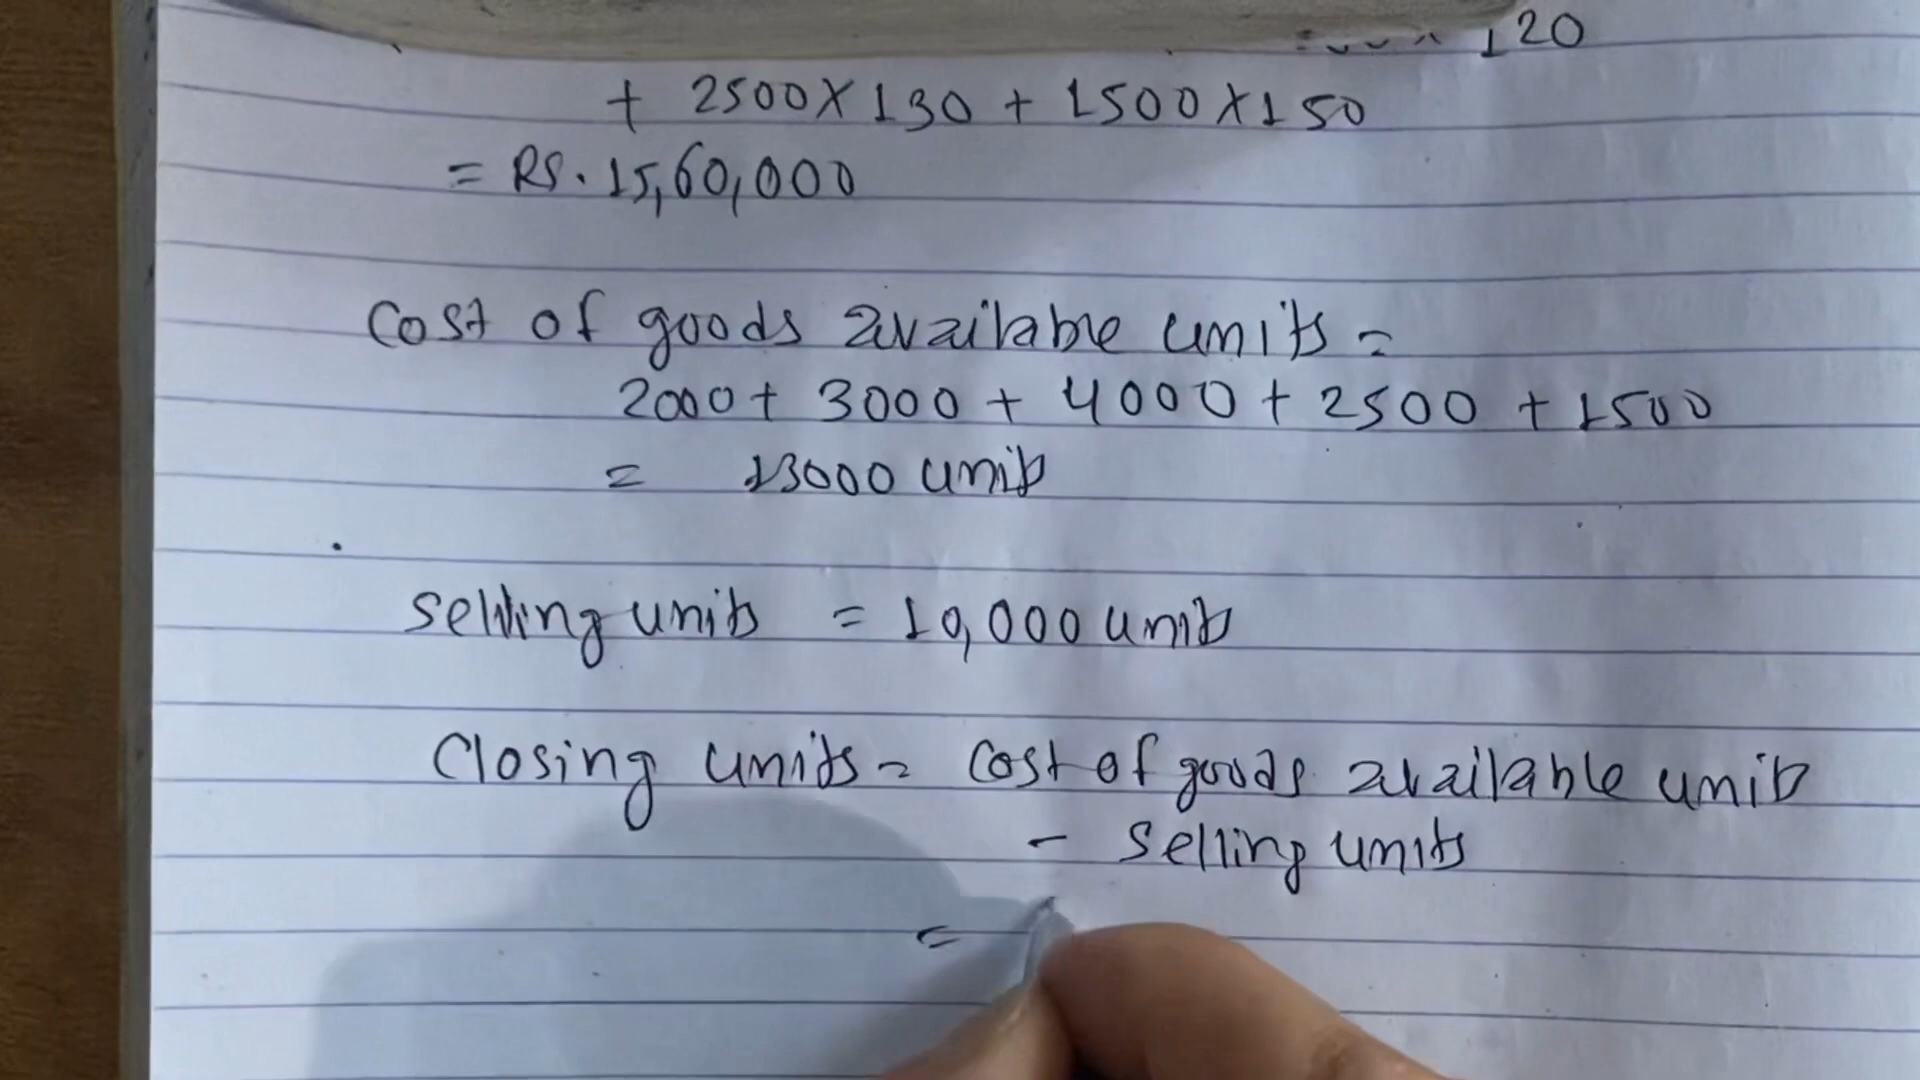 120
+ 2500 X 130 + 1500 X 150
= RS. 15,60,000
Cost of goods available units =
2000 + 3000 + 4000 + 2500 + 1500
= 13000 units
Selling units = 10,000 units
Closing units = Cost of goods available units
- Selling units
=